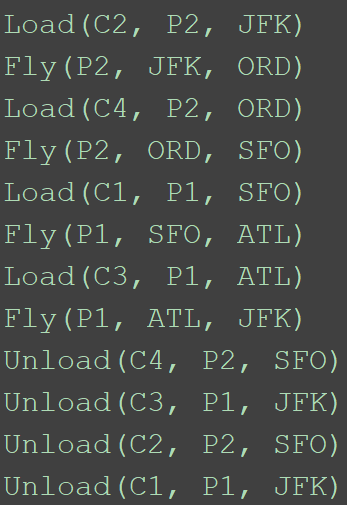 Load(C2, P2, JFK)
Fly(P2, JFK, ORD)
Load(C4, P2, ORD)
Fly(P2, ORD, SFO)
Load(C1, P1, SFO)
Fly(P1, SFO, ATL)
Load(C3, P1, ATL)
Fly(P1, ATL, JFK)
Unload(C4, P2, SFO)
Unload(C3, P1, JFK)
Unload(C2, P2, SFO)
Unload(C1, P1, JFK)